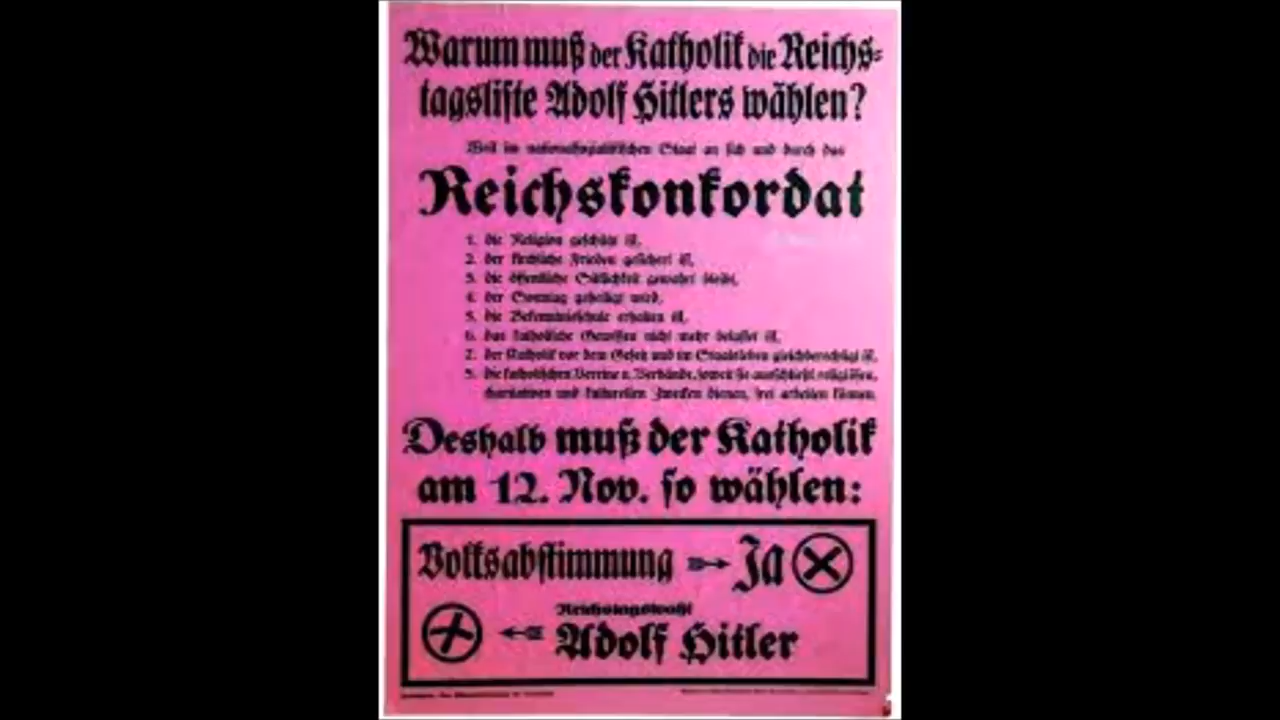 Warum muß der Katholik die Reichs-
tagsliste Adolf Hitlers wählen?
Weil im nationalsozialistischen Staat an sich und durch das
Reichskonkordat
1. die Religion geschützt ist,
2. der kirchliche Frieden gesichert ist,
3. die öffentliche Sittlichkeit gewahrt bleibt,
4. der Sonntag geheiligt wird,
5. die Bekenntnisschule erhalten ist,
6. das katholische Gewissen nicht mehr belastet ist,
7. der Katholik vor dem Gesetz und im Staatsleben gleichberechtigt ist,
8. die katholischen Vereine u. Verbände, soweit sie ausschließl. religiösen,
charitativen und kulturellen Zwecken dienen, frei arbeiten können.
Deshalb muß der Katholik
am 12. Nov. so wählen:
Volksabstimmung Ja
Reichstagswahl
Adolf Hitler